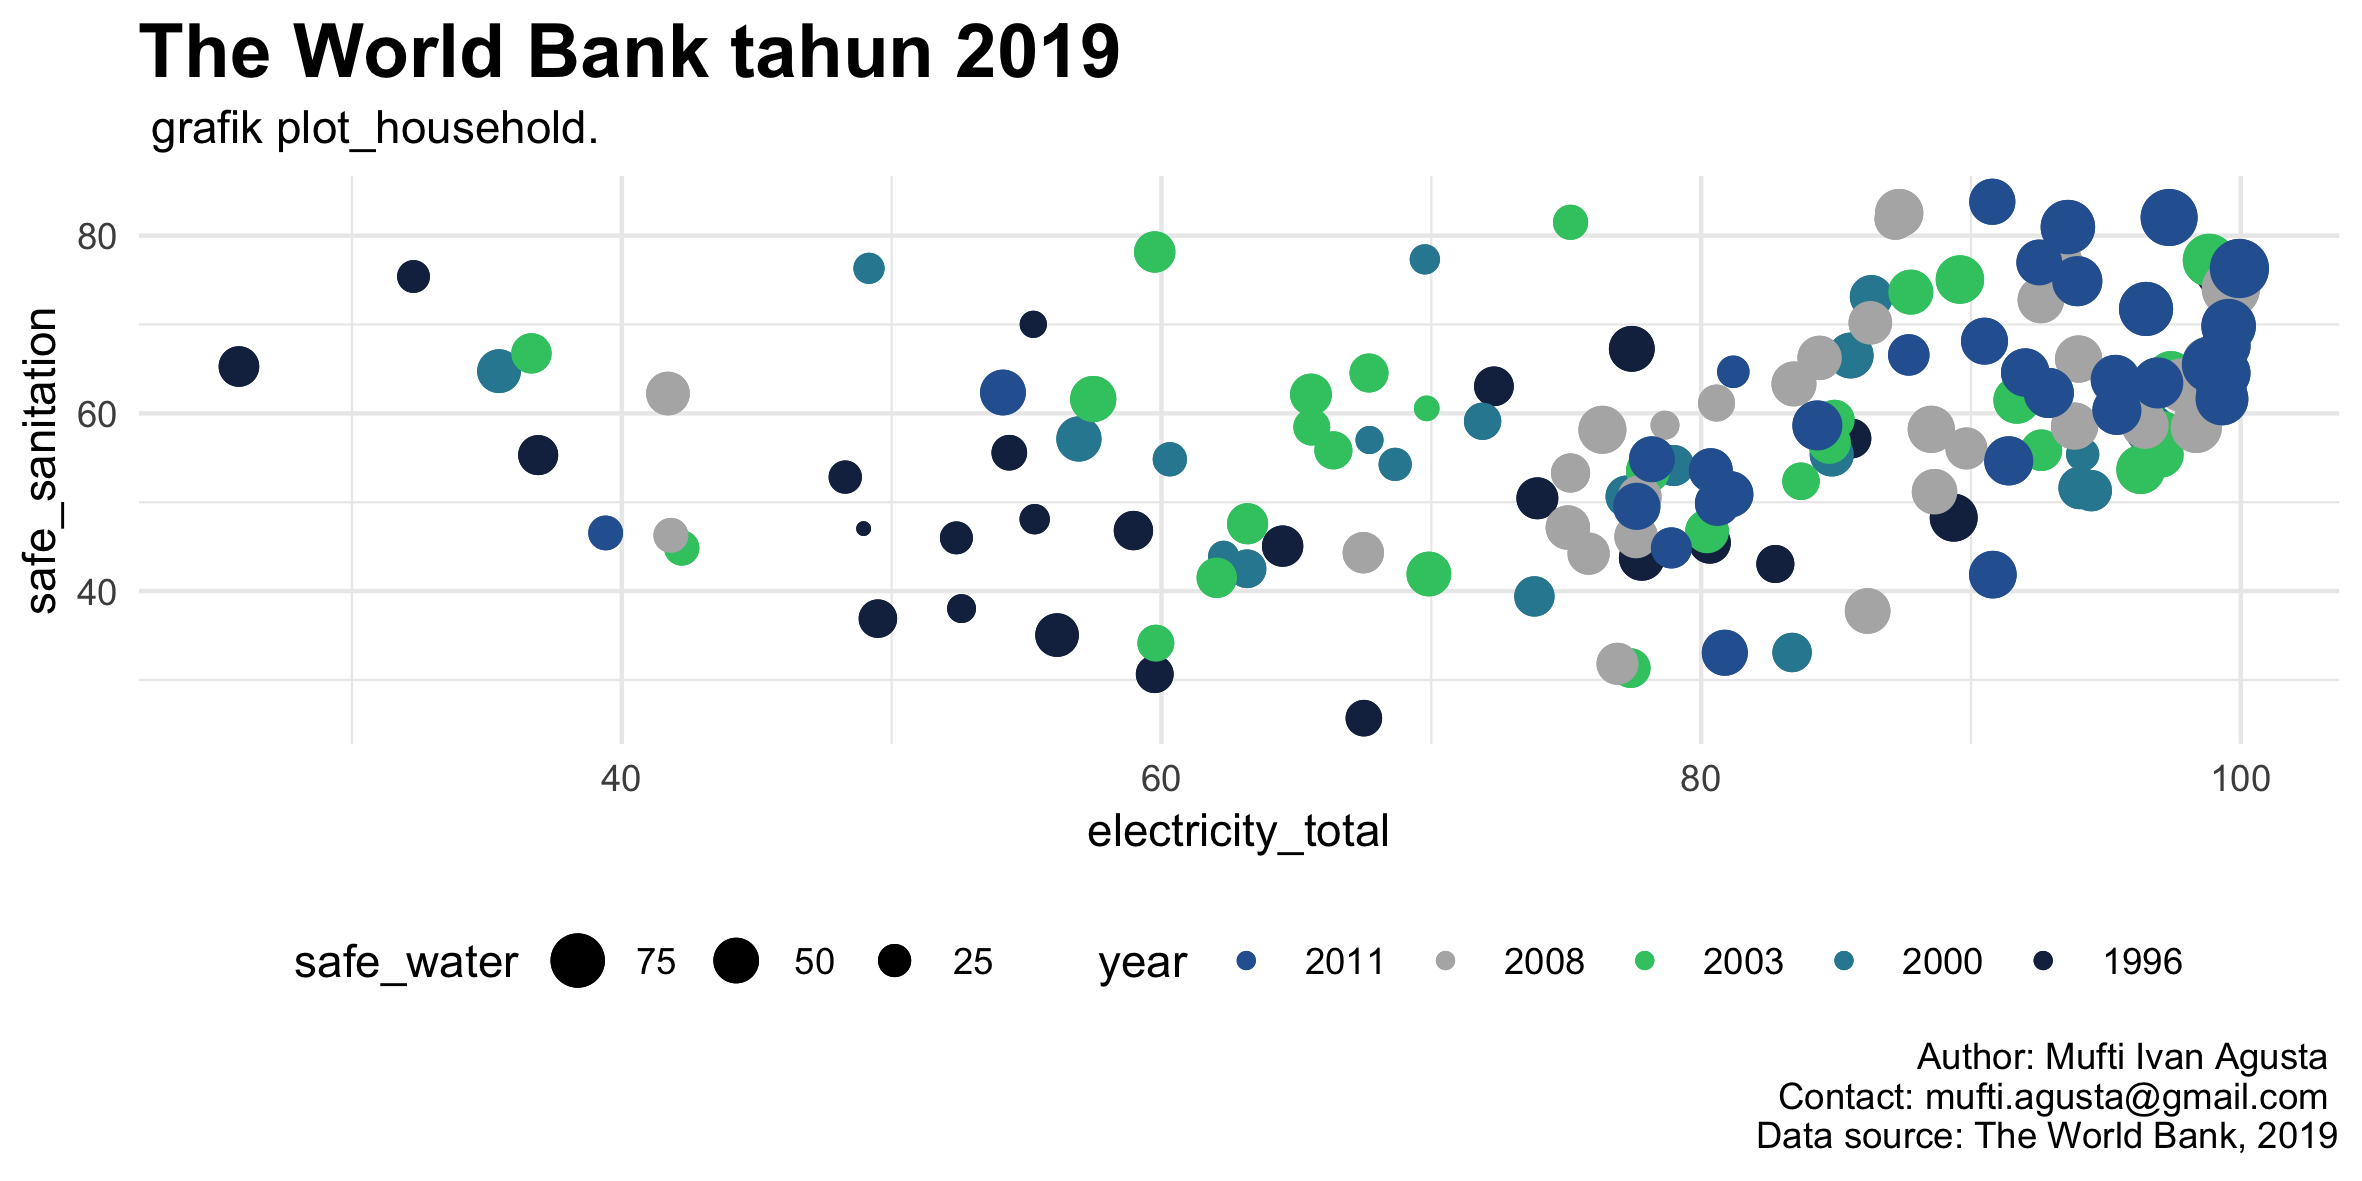 The World Bank tahun 2019
grafik plot_household.
safe_sanitation
80
60
40
40 60 80 100
electricity_total
safe_water 75 50 25 year 2011 2008 2003 2000 1996
Author: Mufti Ivan Agusta
Contact: mufti.agusta@gmail.com
Data source: The World Bank, 2019